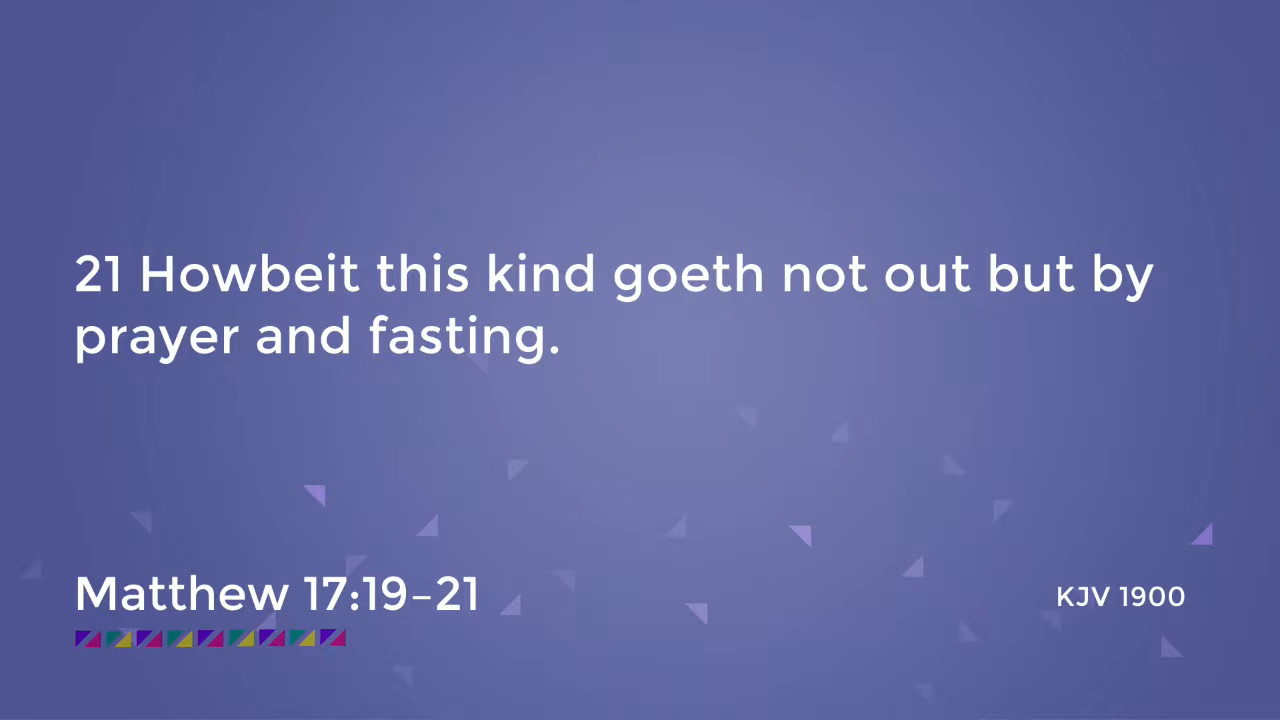 21 Howbeit this kind goeth not out but by
prayer and fasting.
Matthew 17:19–21
KJV 1900